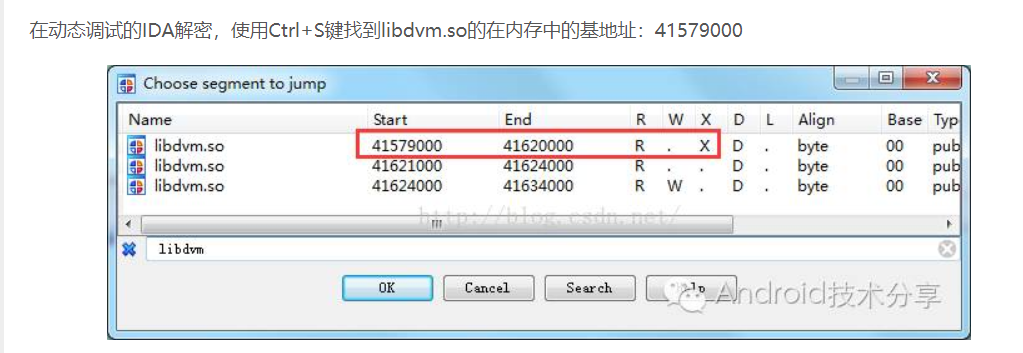 在动态调试的IDA解密，使用Ctrl+S键找到libdvm.so的在内存中的基地址：41579000
Choose segment to jump
Name Start End R W X D L Align Base Typ
libdvm.so 41579000 41620000 R . X D . byte 00 pub
libdvm.so 41621000 41624000 R . . D . byte 00 pub
libdvm.so 41624000 41634000 R W . D . byte 00 pub
http://blog.csdn.net/
libdvm
OK Cancel Search Help
Android技术分享